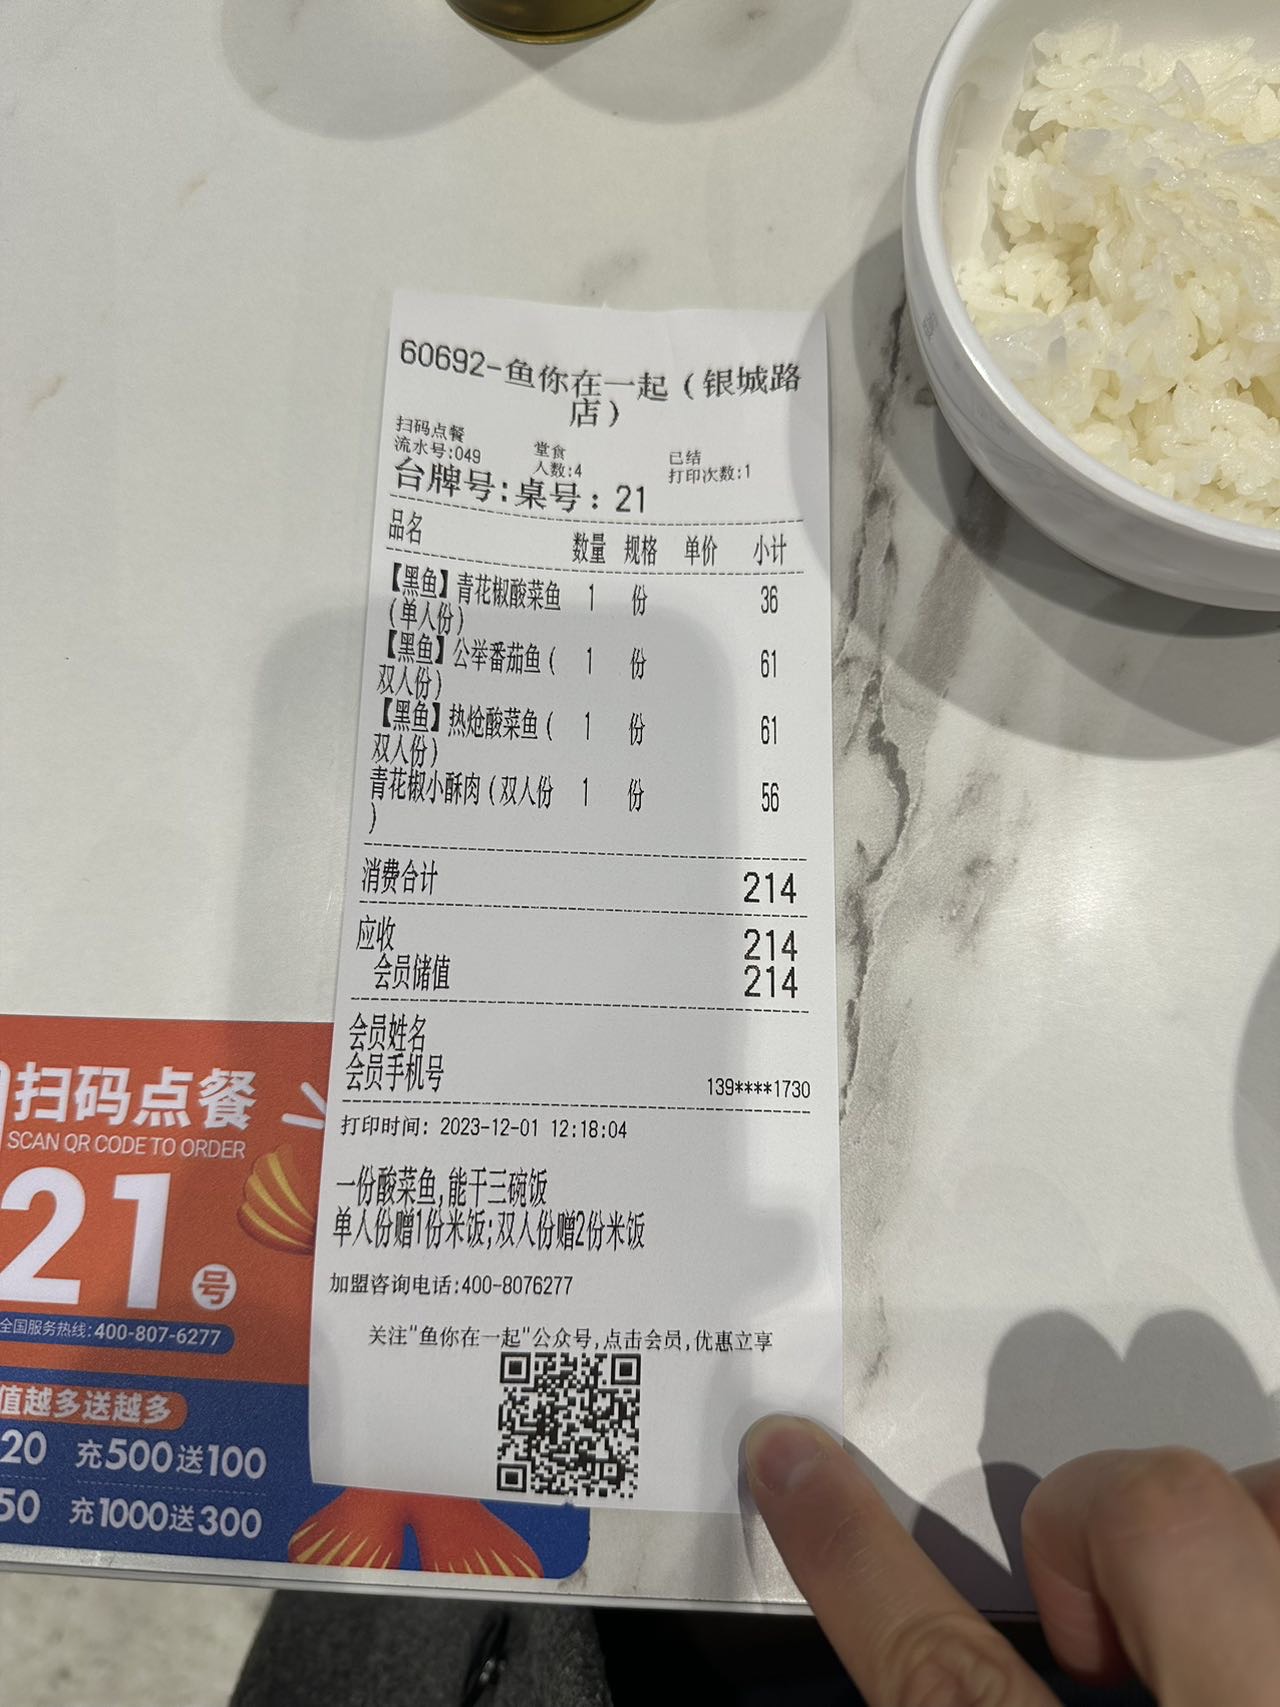 60692-鱼你在一起（银城路
店）
扫码点餐 堂食 已结
流水号:049 人数:4 打印次数:1
台牌号:桌号：21
品名 数量 规格 单价 小计
【黑鱼】青花椒酸菜鱼 1 份 36
(单人份)
【黑鱼】公举番茄鱼( 1 份 61
双人份)
【黑鱼】热炝酸菜鱼( 1 份 61
双人份)
青花椒小酥肉(双人份 1 份 56
)
消费合计 214
应收 214
会员储值 214
会员姓名
会员手机号 139****1730
打印时间: 2023-12-01 12:18:04
一份酸菜鱼,能干三碗饭
单人份赠1份米饭;双人份赠2份米饭
加盟咨询电话:400-8076277
关注"鱼你在一起"公众号,点击会员,优惠立享
扫码点餐
SCAN QR CODE TO ORDER
21号
全国服务热线:400-807-6277
值越多送越多
20 充500送100
50 充1000送300